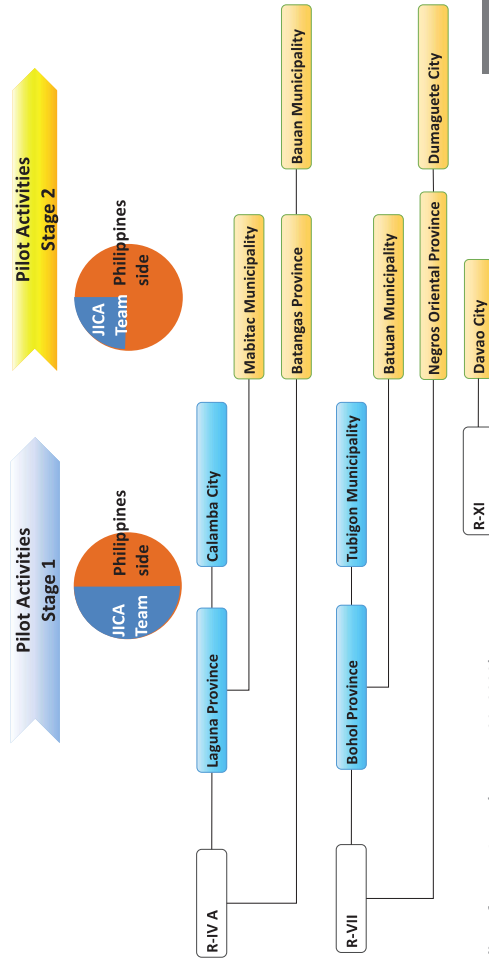 Pilot Activities
Stage 1
Pilot Activities
Stage 2
JICA
Team
Philippines
side
JICA
Team
Philippines
side
R-IV A
Laguna Province
Calamba City
Mabitac Municipality
Batangas Province
Bauan Municipality
R-VII
Bohol Province
Tubigon Municipality
Batuan Municipality
Negros Oriental Province
Dumaguete City
R-XI
Davao City